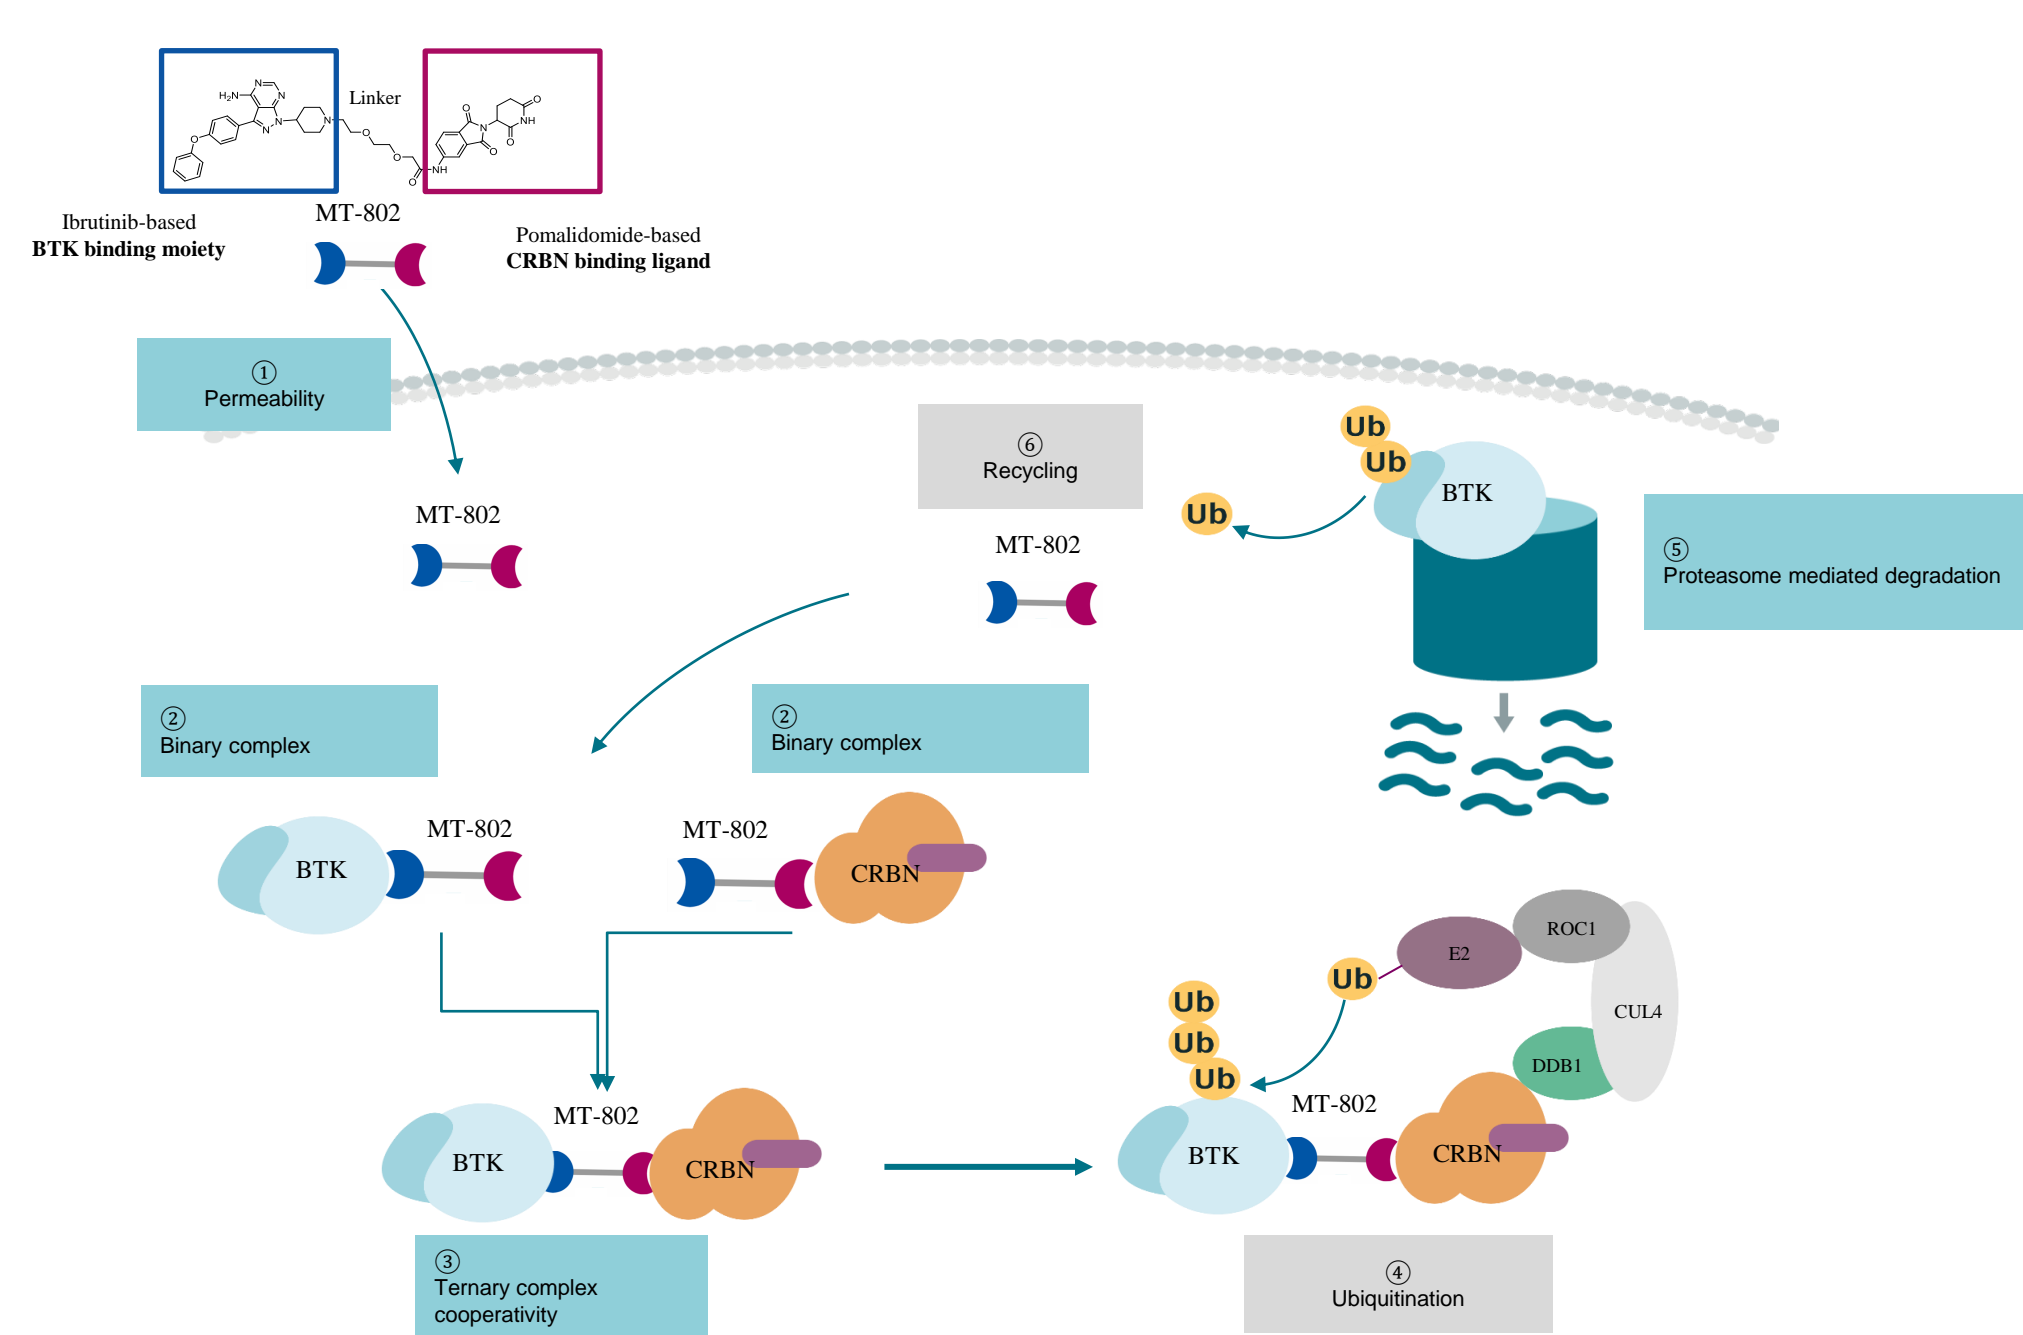 N
N
H₂N
N
N
N
O
Linker
O
O
O
NH
O
N
O
O
NH
O
O
MT-802
Ibrutinib-based
BTK binding moiety
Pomalidomide-based
CRBN binding ligand
①
Permeability
MT-802
⑥
Recycling
MT-802
Ub
Ub
Ub
BTK
⑤
Proteasome mediated degradation
②
Binary complex
②
Binary complex
BTK
MT-802
MT-802
CRBN
BTK
MT-802
CRBN
③
Ternary complex
cooperativity
Ub
Ub
Ub
Ub
E2
ROC1
CUL4
DDB1
BTK
MT-802
CRBN
④
Ubiquitination